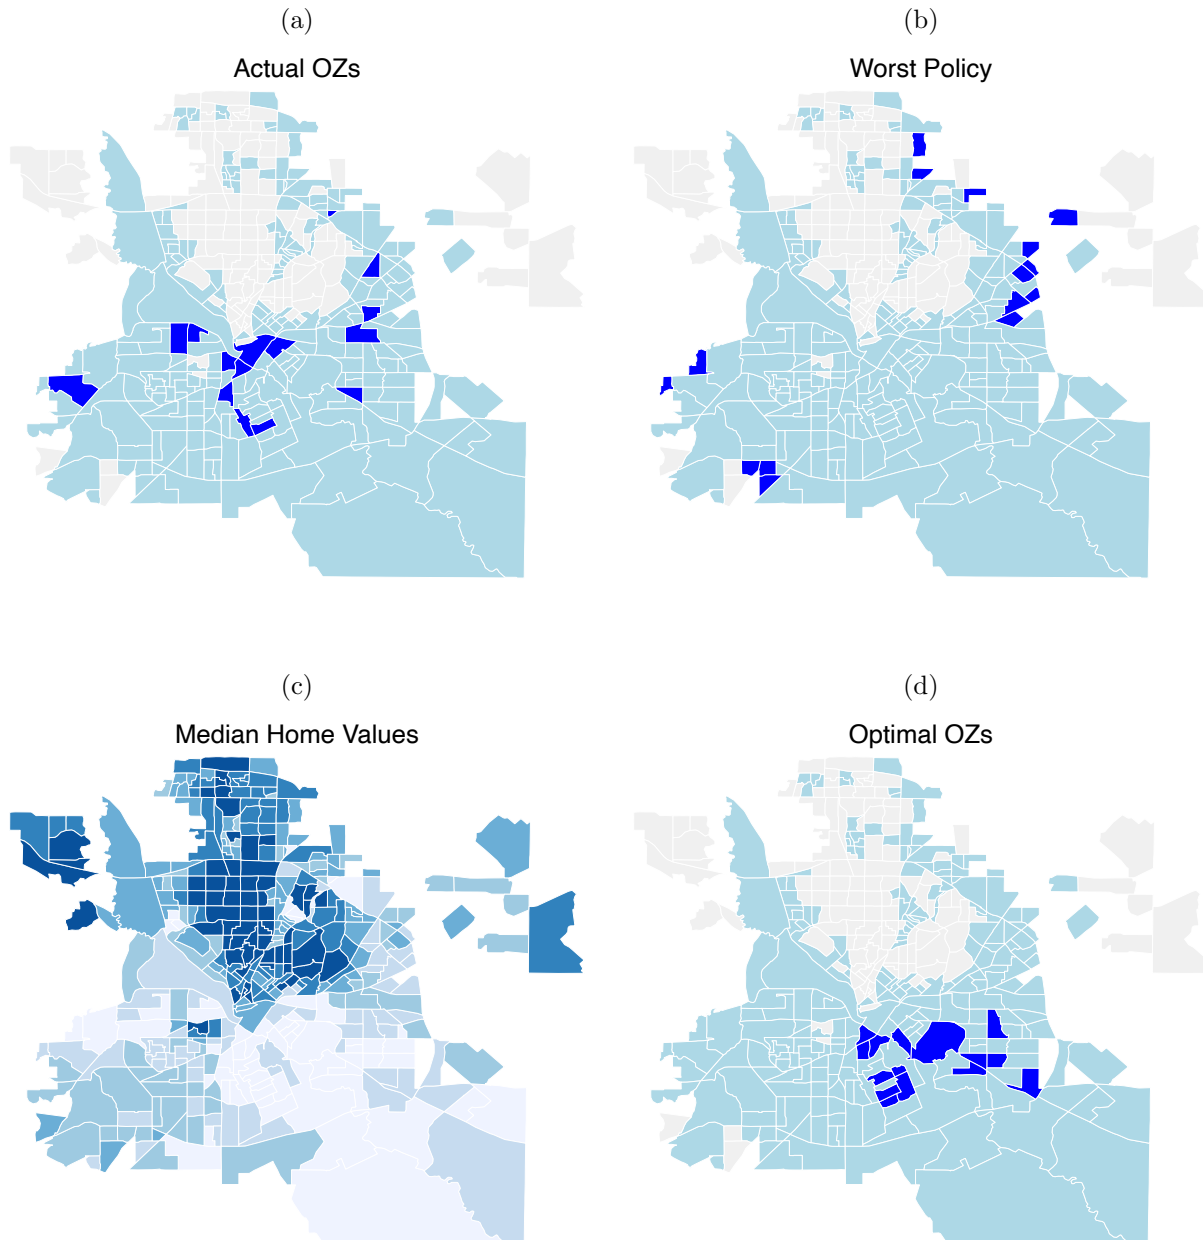 (a)
Actual OZs
(b)
Worst Policy
(c)
Median Home Values
(d)
Optimal OZs